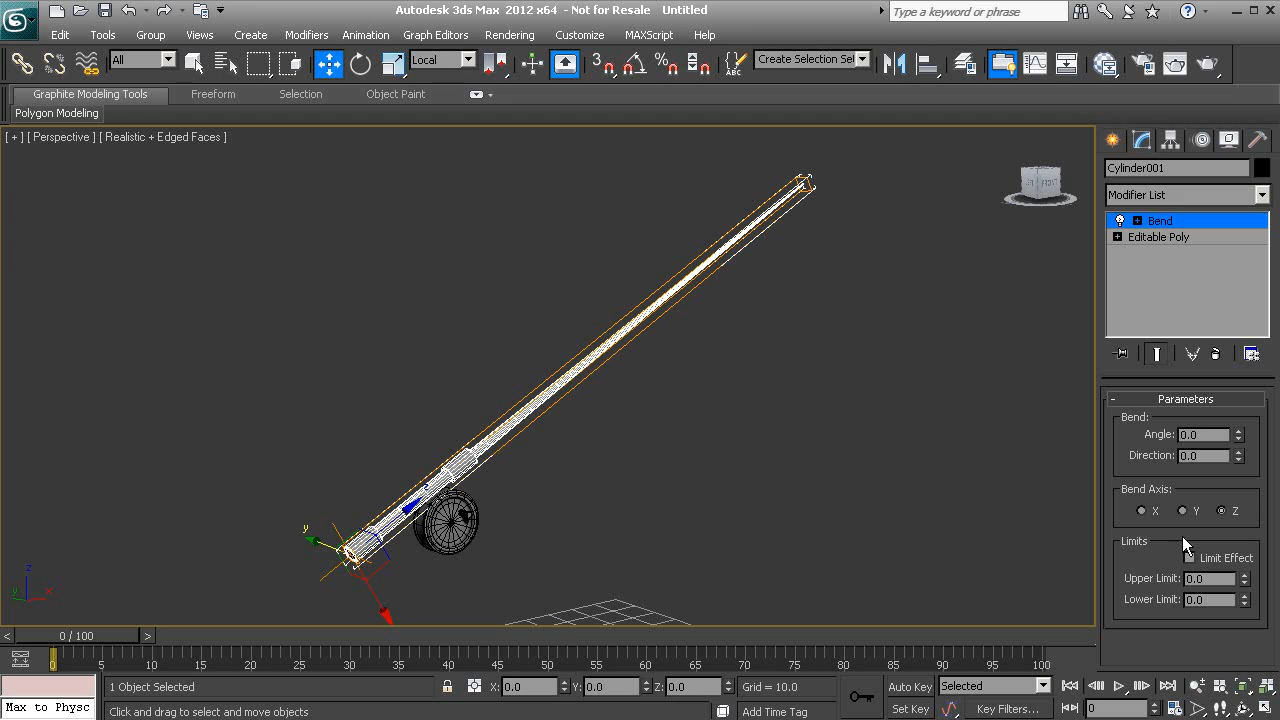 Autodesk 3ds Max 2012 x64 - Not for Resale Untitled
Type a keyword or phrase
Edit Tools Group Views Create Modifiers Animation Graph Editors Rendering Customize MAXScript Help
All Local 3 Create Selection Sel
Graphite Modeling Tools Freeform Selection Object Paint
Polygon Modeling
[ + ] [ Perspective ] [ Realistic + Edged Faces ]
Cylinder001
Modifier List
Bend
Editable Poly
Parameters
Bend:
Angle: 0.0
Direction: 0.0
Bend Axis:
X Y Z
Limits
Limit Effect
Upper Limit: 0.0
Lower Limit: 0.0
y
z
y x
0 / 100
0 5 10 15 20 25 30 35 40 45 50 55 60 65 70 75 80 85 90 95 100
1 Object Selected X: 0.0 Y: 0.0 Z: 0.0 Grid = 10.0 Auto Key Selected
Max to Physc Click and drag to select and move objects Add Time Tag Set Key Key Filters... 0